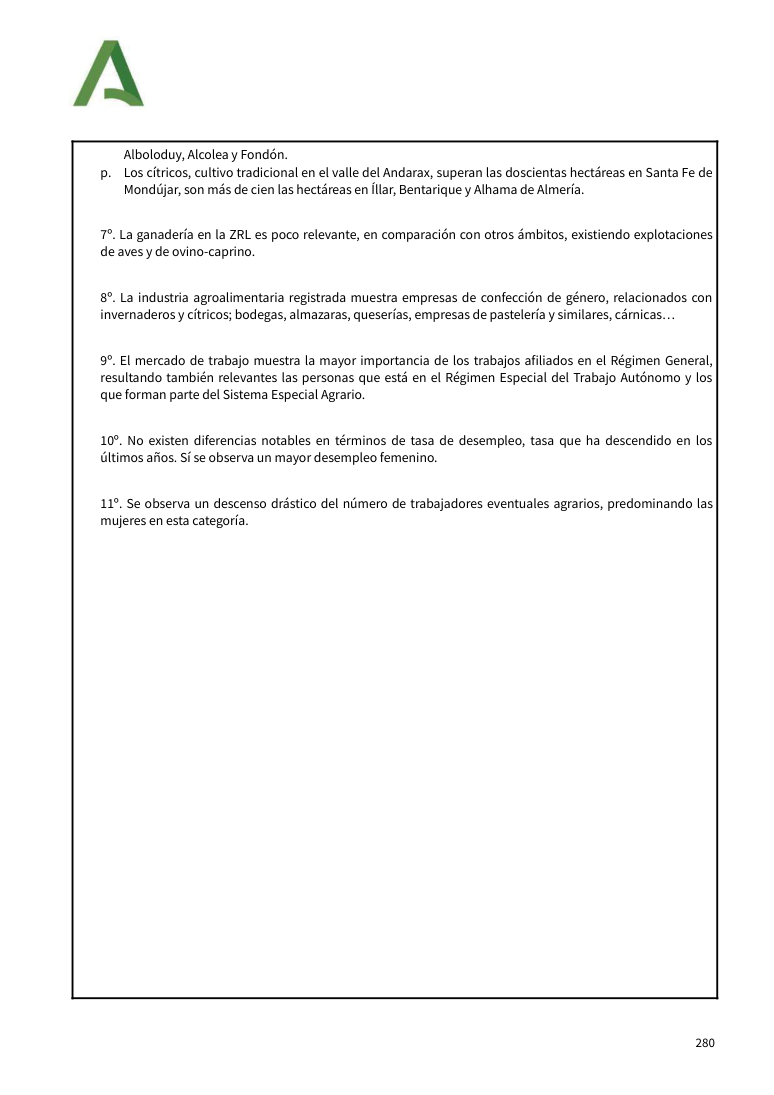 Alboloduy, Alcolea y Fondón.
p. Los cítricos, cultivo tradicional en el valle del Andarax, superan las doscientas hectáreas en Santa Fe de
Mondújar, son más de cien las hectáreas en Íllar, Bentarique y Alhama de Almería.
7º. La ganadería en la ZRL es poco relevante, en comparación con otros ámbitos, existiendo explotaciones
de aves y de ovino-caprino.
8º. La industria agroalimentaria registrada muestra empresas de confección de género, relacionados con
invernaderos y cítricos; bodegas, almazaras, queserías, empresas de pastelería y similares, cárnicas…
9º. El mercado de trabajo muestra la mayor importancia de los trabajos afiliados en el Régimen General,
resultando también relevantes las personas que está en el Régimen Especial del Trabajo Autónomo y los
que forman parte del Sistema Especial Agrario.
10º. No existen diferencias notables en términos de tasa de desempleo, tasa que ha descendido en los
últimos años. Sí se observa un mayor desempleo femenino.
11º. Se observa un descenso drástico del número de trabajadores eventuales agrarios, predominando las
mujeres en esta categoría.
280